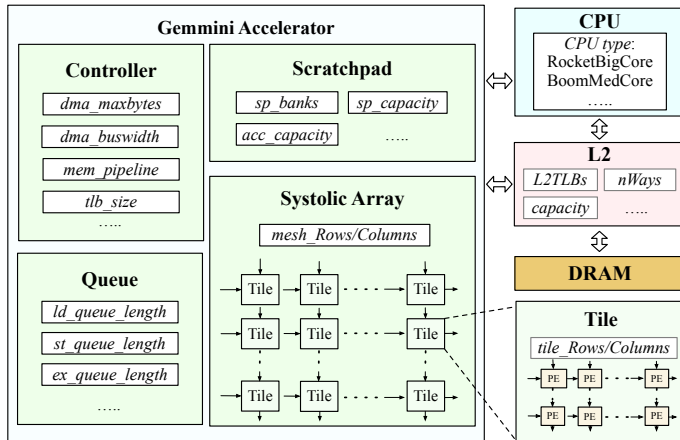 Gemmini Accelerator
Controller
dma_maxbytes
dma_buswidth
mem_pipeline
tlb_size
.....
Scratchpad
sp_banks sp_capacity
acc_capacity .....
Queue
ld_queue_length
st_queue_length
ex_queue_length
.....
Systolic Array
mesh_Rows/Columns
Tile Tile Tile
Tile Tile Tile
Tile Tile Tile
CPU
CPU type:
RocketBigCore
BoomMedCore
.....
L2
L2TLBs nWays
capacity .....
DRAM
Tile
tile_Rows/Columns
PE PE PE
PE PE PE